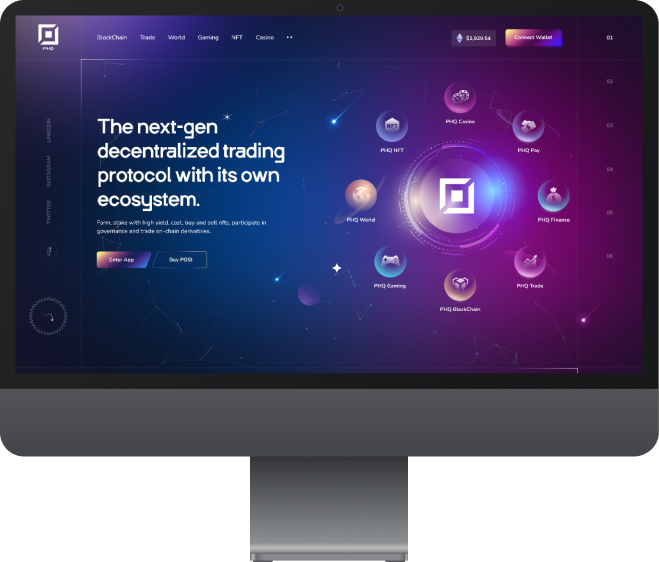 PHQ
BlockChain Trade World Gaming NFT Casino ••
$1,929.54
Connect Wallet
01
02
03
04
05
06
LINKEDIN
INSTAGRAM
TWITTER
The next-gen
decentralized trading
protocol with its own
ecosystem.
Farm, stake with high yield, cast, buy and sell nfts, participate in
governance and trade on-chain derivatives.
Enter App
Buy POSI
PHQ Casino
NFT
PHQ NFT
PHQ Pay
PHQ World
PHQ Finance
PHQ Gaming
PHQ Trade
PHQ BlockChain